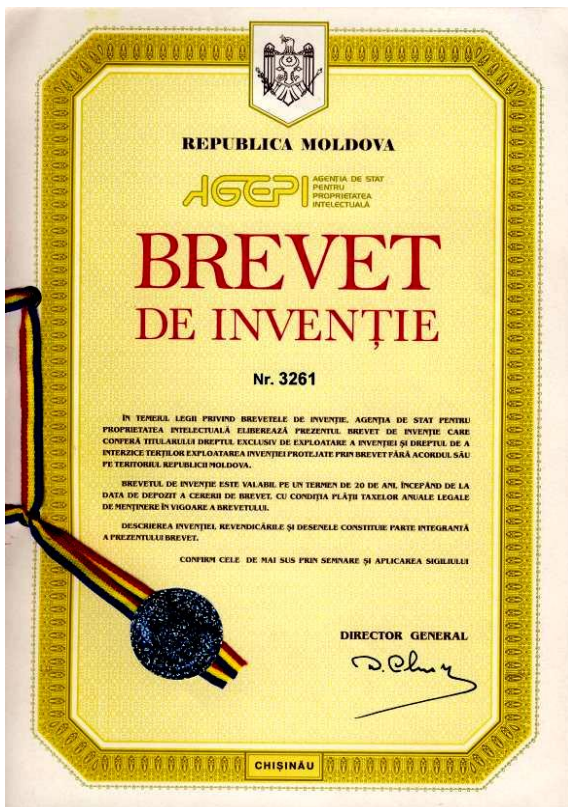 REPUBLICA MOLDOVA
AGEPI
AGENȚIA DE STAT
PENTRU
PROPRIETATEA
INTELECTUALĂ
BREVET
DE INVENȚIE
Nr. 3261
ÎN TEMEIUL LEGII PRIVIND BREVETELE DE INVENȚIE, AGENȚIA DE STAT PENTRU
PROPRIETATEA INTELECTUALĂ ELIBEREAZĂ PREZENTUL BREVET DE INVENȚIE CARE
CONFERĂ TITULARULUI DREPTUL EXCLUSIV DE EXPLOATARE A INVENȚIEI ȘI DREPTUL DE A
INTERZICE TERȚILOR EXPLOATAREA INVENȚIEI PROTEJATE PRIN BREVET FĂRĂ ACORDUL SĂU
PE TERITORIUL REPUBLICII MOLDOVA.
BREVETUL DE INVENȚIE ESTE VALABIL PE UN TERMEN DE 20 DE ANI, ÎNCEPÂND DE LA
DATA DE DEPOZIT A CERERII DE BREVET, CU CONDIȚIA PLĂȚII TAXELOR ANUALE LEGALE
DE MENȚINERE ÎN VIGOARE A BREVETULUI.
DESCRIEREA INVENȚIEI, REVENDICĂRILE ȘI DESENELE CONSTITUIE PARTE INTEGRANTĂ
A PREZENTULUI BREVET.
CONFIRM CELE DE MAI SUS PRIN SEMNARE ȘI APLICAREA SIGILIULUI
DIRECTOR GENERAL
CHIȘINĂU